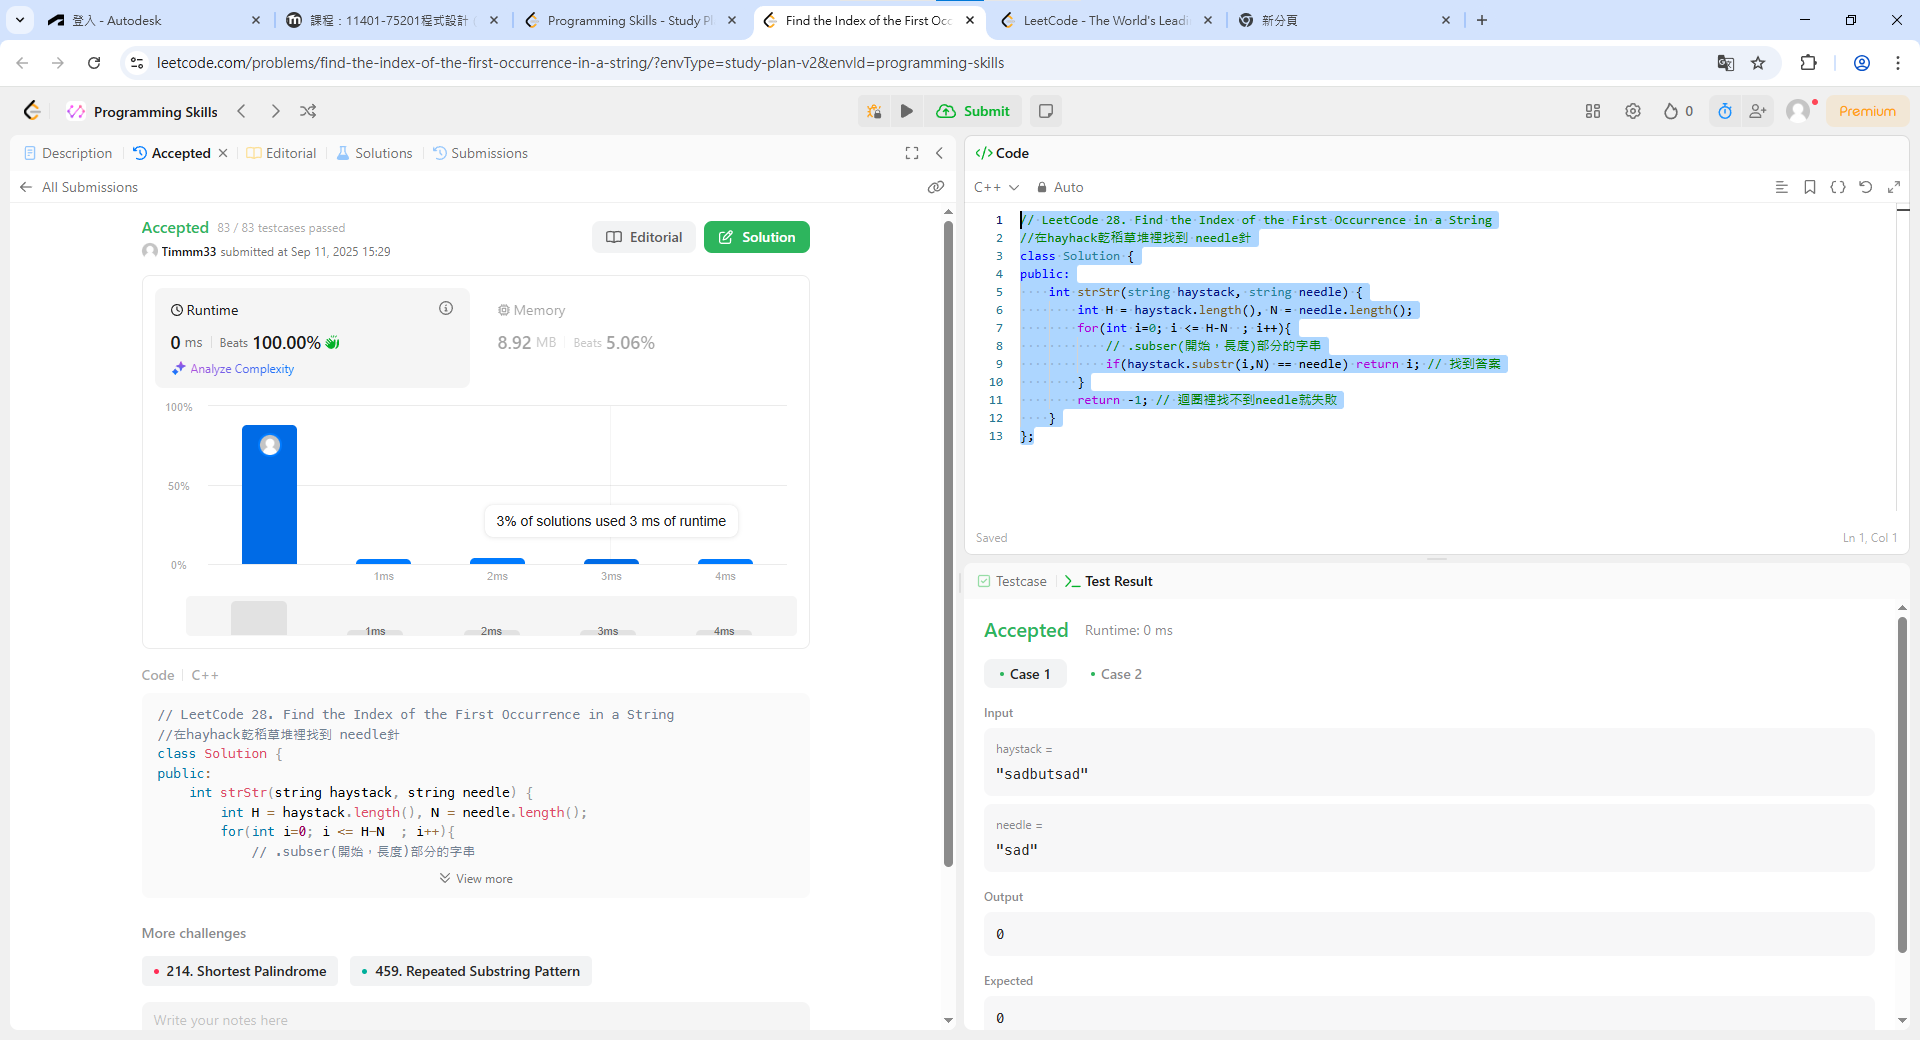 登入 - Autodesk
課程：11401-75201程式設計 (
Programming Skills - Study Pl
Find the Index of the First Occ
LeetCode - The World's Leadi
新分頁
leetcode.com/problems/find-the-index-of-the-first-occurrence-in-a-string/?envType=study-plan-v2&envId=programming-skills
Programming Skills
Submit
0
Premium
Description
Accepted
Editorial
Solutions
Submissions
All Submissions
Accepted 83 / 83 testcases passed
Timmm33 submitted at Sep 11, 2025 15:29
Editorial
Solution
Runtime
0 ms Beats 100.00%
Analyze Complexity
Memory
8.92 MB Beats 5.06%
100%
50%
0%
3% of solutions used 3 ms of runtime
1ms 2ms 3ms 4ms
1ms 2ms 3ms 4ms
Code C++
// LeetCode 28. Find the Index of the First Occurrence in a String
//在hayhack乾稻草堆裡找到 needle針
class Solution {
public:
    int strStr(string haystack, string needle) {
        int H = haystack.length(), N = needle.length();
        for(int i=0; i <= H-N  ; i++){
            // .subser(開始，長度)部分的字串
View more
More challenges
214. Shortest Palindrome
459. Repeated Substring Pattern
Write your notes here
</> Code
C++ Auto
1 // LeetCode 28. Find the Index of the First Occurrence in a String
2 //在hayhack乾稻草堆裡找到 needle針
3 class Solution {
4 public:
5     int strStr(string haystack, string needle) {
6         int H = haystack.length(), N = needle.length();
7         for(int i=0; i <= H-N  ; i++){
8             // .subser(開始，長度)部分的字串
9             if(haystack.substr(i,N) == needle) return i; // 找到答案
10         }
11         return -1; // 迴圈裡找不到needle就失敗
12     }
13 };
Saved
Ln 1, Col 1
Testcase
Test Result
Accepted Runtime: 0 ms
Case 1
Case 2
Input
haystack =
"sadbutsad"
needle =
"sad"
Output
0
Expected
0